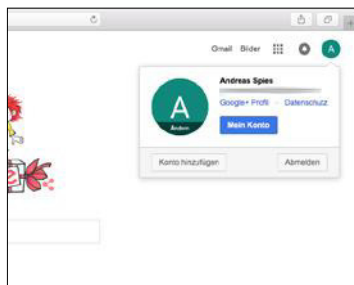 Gmail Bilder
A
Andreas Spies
A
Google+ Profil - Datenschutz
Ändern
Mein Konto
Konto hinzufügen
Abmelden